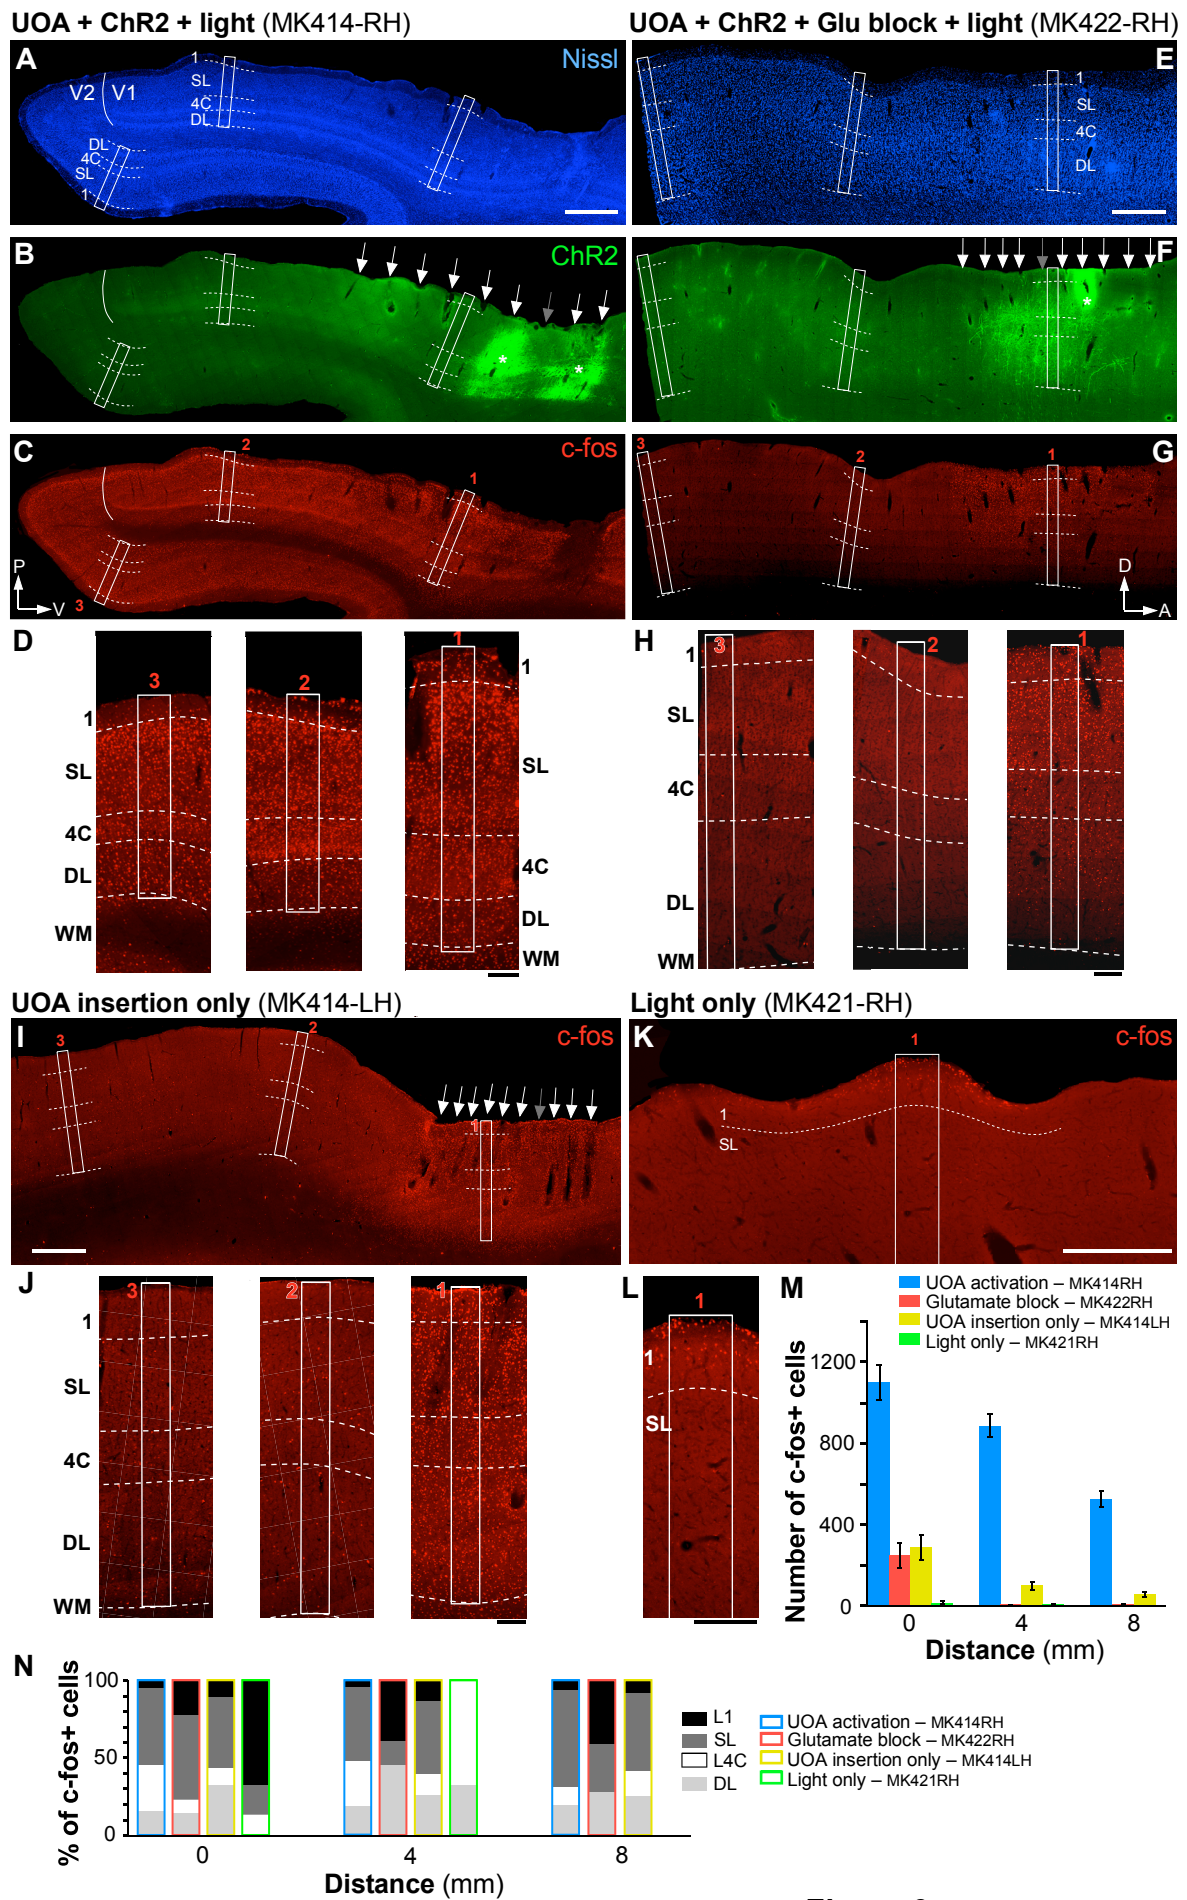 UOA + ChR2 + light (MK414-RH)
UOA + ChR2 + Glu block + light (MK422-RH)
A
Nissl
1
SL
4C
DL
V2 V1
DL
4C
SL
1
E
1
SL
4C
DL
B
ChR2
*
*
F
*
C
c-fos
2
1
3
P
V
G
3
2
1
D
A
D
3
2
1
1
SL
4C
DL
WM
1
SL
4C
DL
WM
H
3
2
1
1
SL
4C
DL
WM
UOA insertion only (MK414-LH)
Light only (MK421-RH)
I
c-fos
3
2
1
K
c-fos
1
1
SL
J
3
2
1
1
SL
4C
DL
WM
L
1
1
SL
M
UOA activation – MK414RH
Glutamate block – MK422RH
UOA insertion only – MK414LH
Light only – MK421RH
Number of c-fos+ cells
1200
800
400
0
0 4 8
Distance (mm)
N
% of c-fos+ cells
100
50
0
0 4 8
Distance (mm)
L1
SL
L4C
DL
UOA activation – MK414RH
Glutamate block – MK422RH
UOA insertion only – MK414LH
Light only – MK421RH